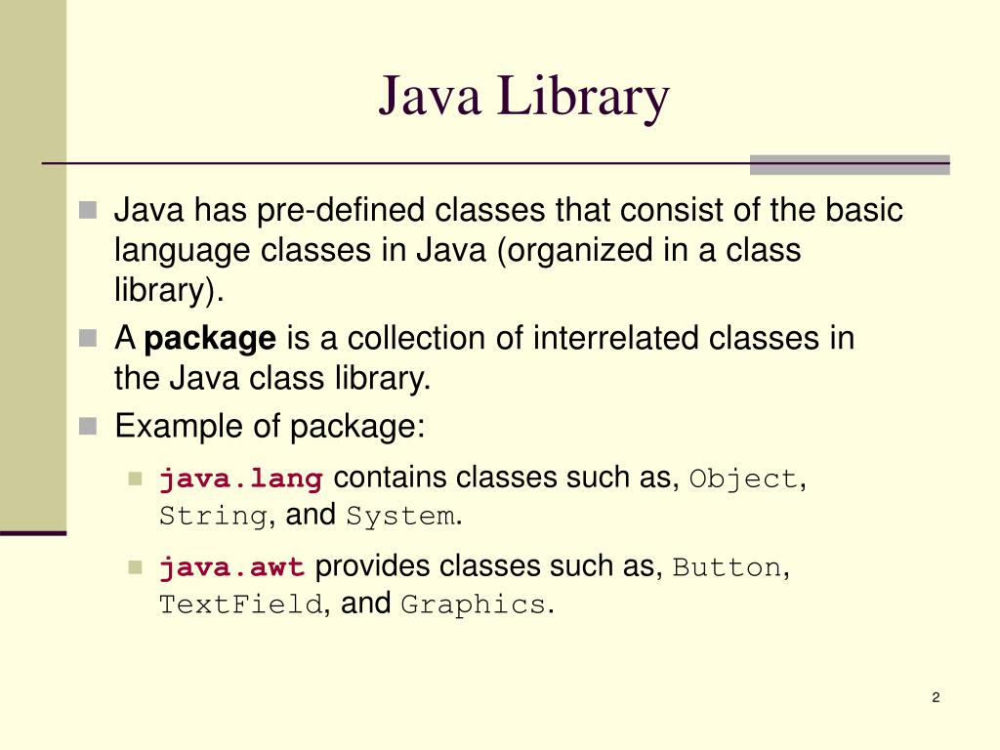 Java Library
Java has pre-defined classes that consist of the basic
language classes in Java (organized in a class
library).
A package is a collection of interrelated classes in
the Java class library.
Example of package:
java.lang contains classes such as, Object,
String, and System.
java.awt provides classes such as, Button,
TextField, and Graphics.
2